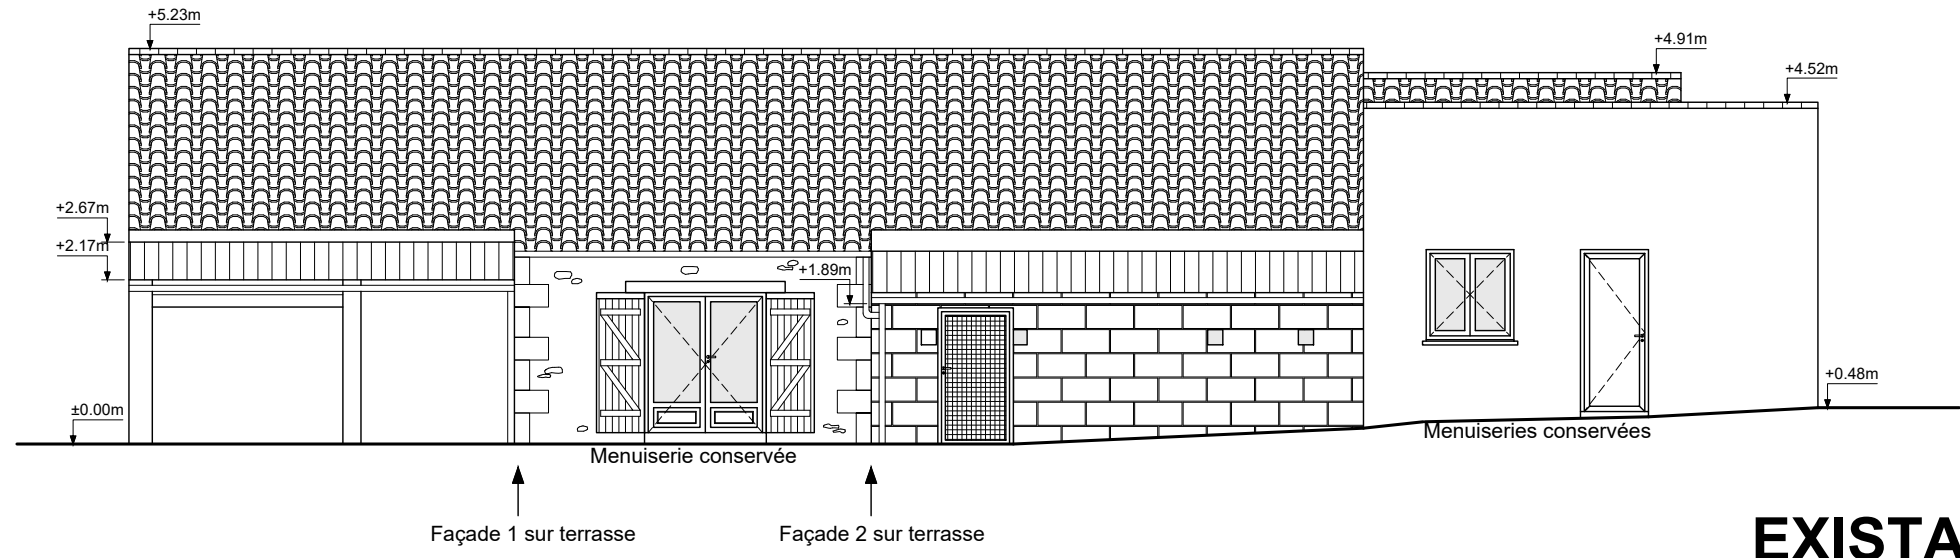 +5.23m
+4.91m
+4.52m
+2.67m
+2.17m
+1.89m
±0.00m
+0.48m
Menuiserie conservée
Menuiseries conservées
Façade 1 sur terrasse
Façade 2 sur terrasse
EXISTA